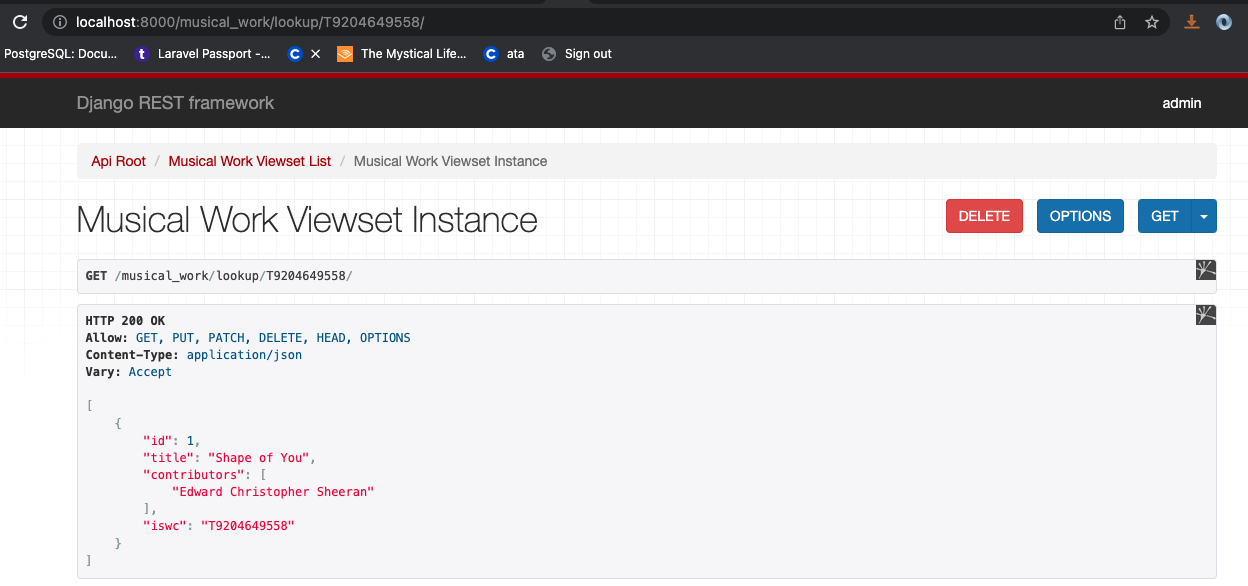 localhost:8000/musical_work/lookup/T9204649558/
PostgreSQL: Docu... t Laravel Passport -... C × The Mystical Life... C ata Sign out
Django REST framework admin
Api Root / Musical Work Viewset List / Musical Work Viewset Instance
Musical Work Viewset Instance DELETE OPTIONS GET
GET /musical_work/lookup/T9204649558/
HTTP 200 OK
Allow: GET, PUT, PATCH, DELETE, HEAD, OPTIONS
Content-Type: application/json
Vary: Accept
[
    {
        "id": 1,
        "title": "Shape of You",
        "contributors": [
            "Edward Christopher Sheeran"
        ],
        "iswc": "T9204649558"
    }
]